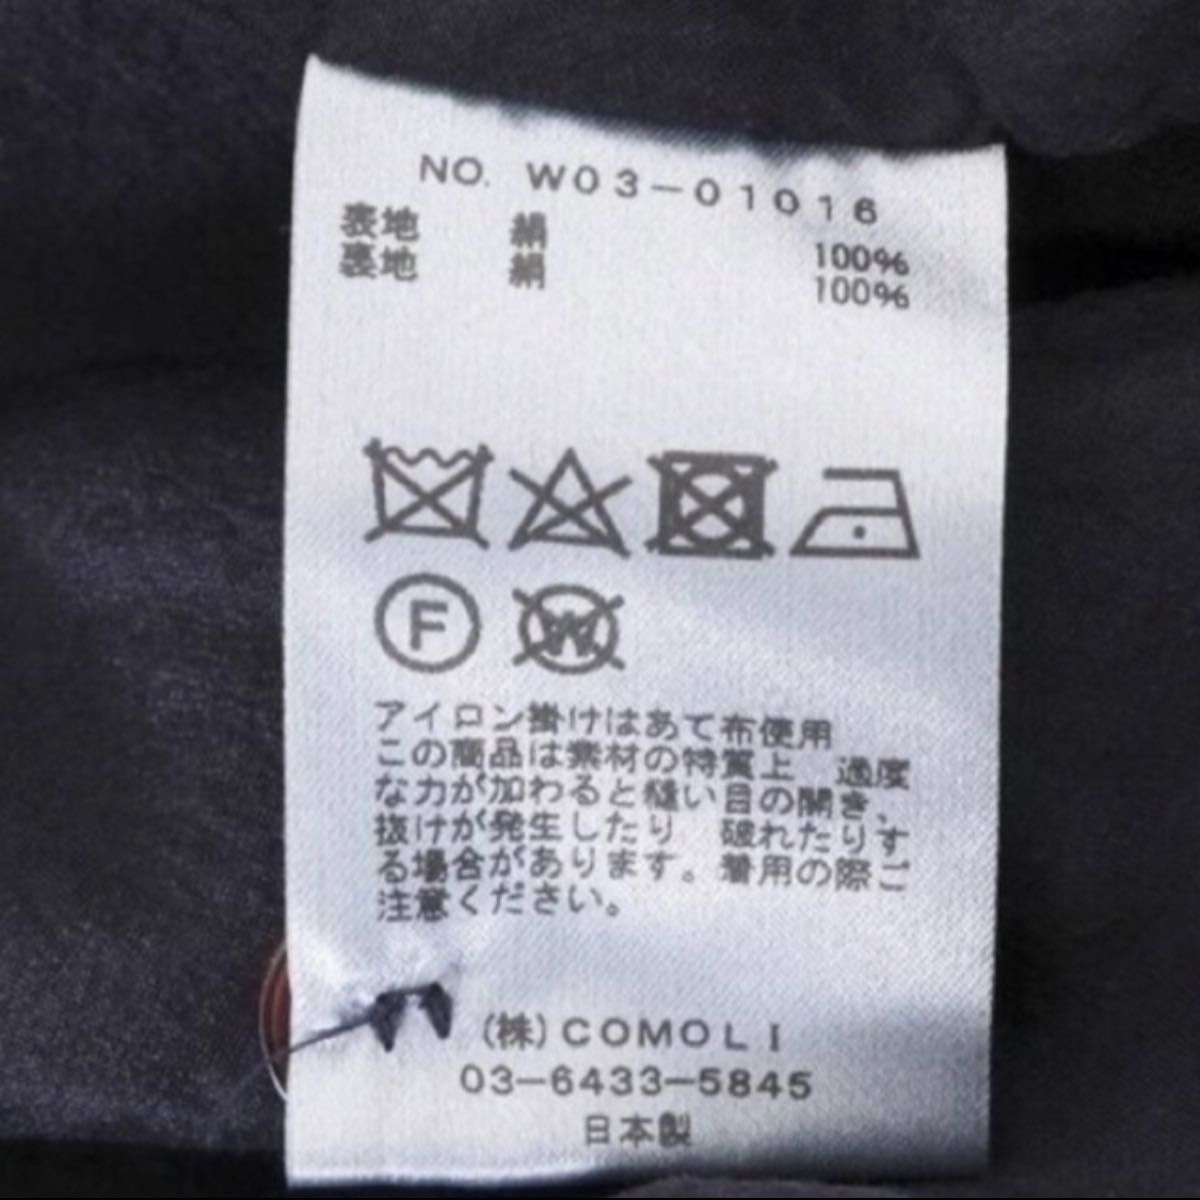 NO. W03-01016
表地 絹 100%
裏地 絹 100%
F
W
アイロン掛けはあて布使用
この商品は素材の特質上 過度
な力が加わると縫い目の開き、
抜けが発生したり 破れたりす
る場合があります。着用の際ご
注意ください。
(株)COMOLI
03-6433-5845
日本製